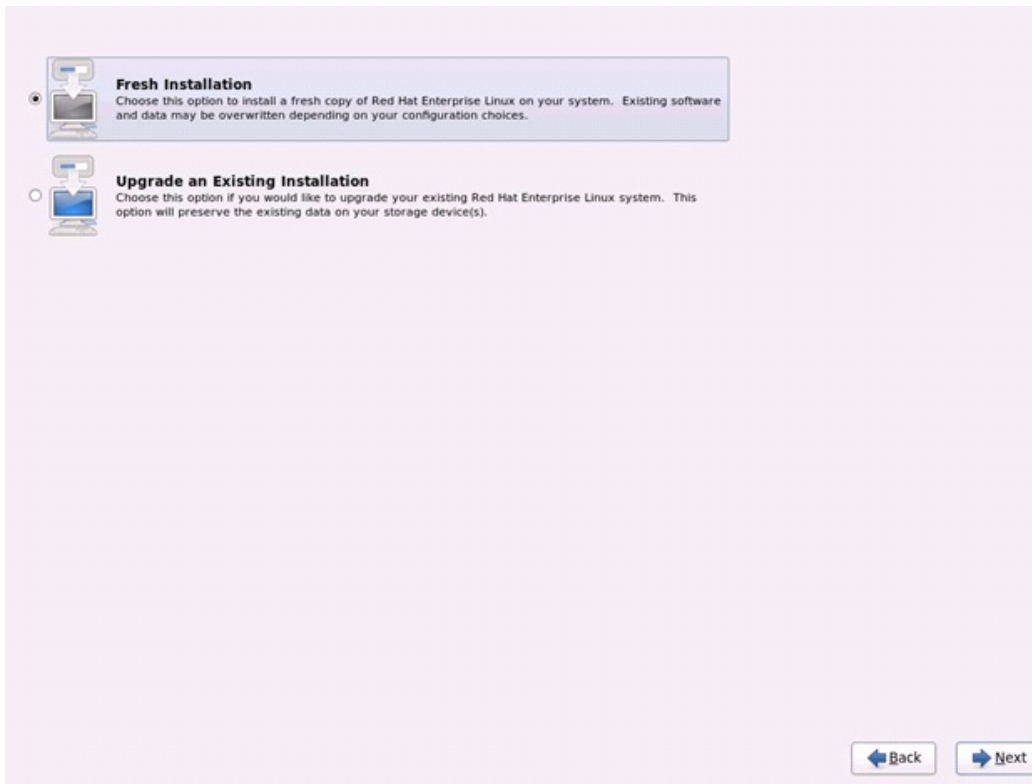 Fresh Installation
Choose this option to install a fresh copy of Red Hat Enterprise Linux on your system.  Existing software
and data may be overwritten depending on your configuration choices.
Upgrade an Existing Installation
Choose this option if you would like to upgrade your existing Red Hat Enterprise Linux system.  This
option will preserve the existing data on your storage device(s).
Back
Next